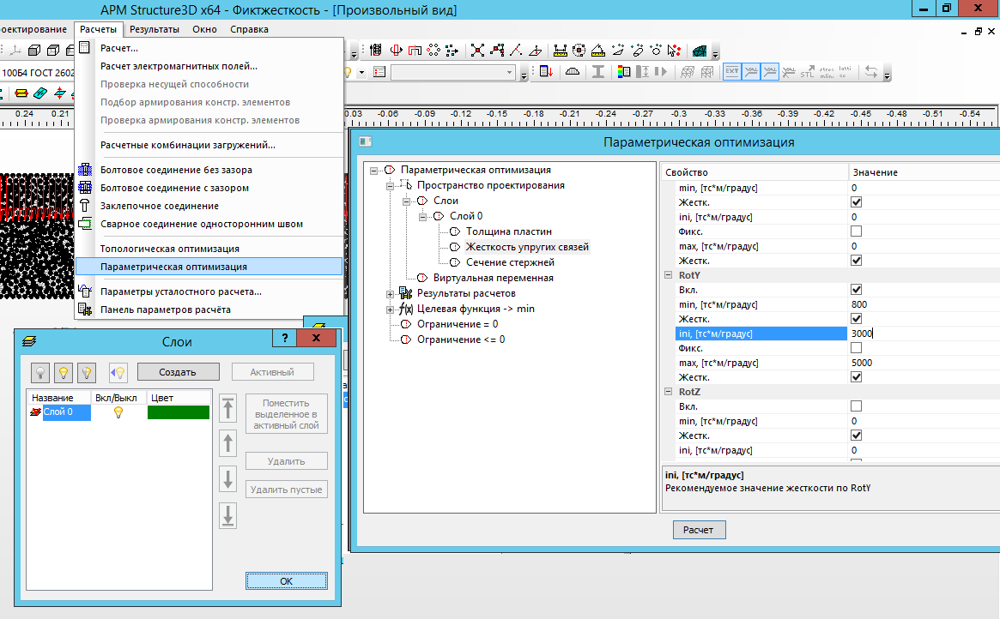 APM Structure3D x64 - Фиктжесткость - [Произвольный вид]
оектирование Расчеты Результаты Окно Справка
100Б4 ГОСТ 2602
EXT
STL
0.24 0.21
0.03 -0.06 -0.09 -0.12 -0.15 -0.18 -0.21 -0.24 -0.27 -0.3 -0.33 -0.36 -0.39 -0.42 -0.45 -0.48 -0.51 -0.54
Расчет...
Расчет электромагнитных полей...
Проверка несущей способности
Подбор армирования констр. элементов
Проверка армирования констр. элементов
Расчетные комбинации загружений...
Болтовое соединение без зазора
Болтовое соединение с зазором
Заклепочное соединение
Сварное соединение односторонним швом
Топологическая оптимизация
Параметрическая оптимизация
Параметры усталостного расчета...
Панель параметров расчёта
Слои
?
X
Создать
Активный
Название Вкл/Выкл Цвет
Слой 0
Поместить
выделенное в
активный слой
Удалить
Удалить пустые
OK
Параметрическая оптимизация
Параметрическая оптимизация
Пространство проектирования
Слои
Слой 0
Толщина пластин
Жесткость упругих связей
Сечение стержней
Виртуальная переменная
Результаты расчетов
f(x) Целевая функция -> min
Ограничение = 0
Ограничение <= 0
Свойство Значение
min, [тс*м/градус] 0
Жестк.
ini, [тс*м/градус] 0
Фикс.
max, [тс*м/градус] 0
Жестк.
RotY
Вкл.
min, [тс*м/градус] 800
Жестк.
ini, [тс*м/градус] 3000
Фикс.
max, [тс*м/градус] 5000
Жестк.
RotZ
Вкл.
min, [тс*м/градус] 0
Жестк.
ini, [тс*м/градус] 0
ini, [тс*м/градус]
Рекомендуемое значение жесткости по RotY
Расчет